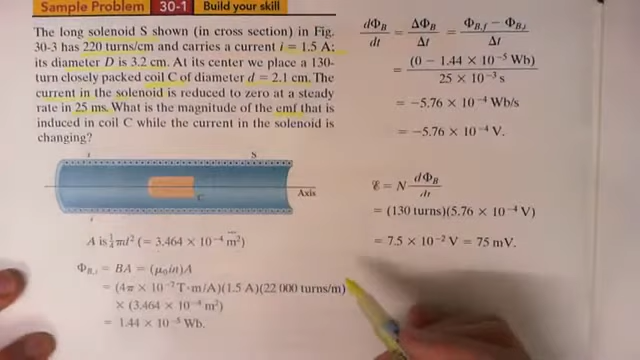 Sample Problem 30-1 Build your skill
The long solenoid S shown (in cross section) in Fig.
30-3 has 220 turns/cm and carries a current i = 1.5 A;
its diameter D is 3.2 cm. At its center we place a 130-
turn closely packed coil C of diameter d = 2.1 cm. The
current in the solenoid is reduced to zero at a steady
rate in 25 ms. What is the magnitude of the emf that is
induced in coil C while the current in the solenoid is
changing?
i S
C
Axis
i
A is ¼πd² (= 3.464 × 10⁻⁴ m²)
Φ_B,i = BA = (μ₀in)A
= (4π × 10⁻⁷ T·m/A)(1.5 A)(22 000 turns/m)
× (3.464 × 10⁻⁴ m²)
= 1.44 × 10⁻⁵ Wb.
dΦ_B/dt = ΔΦ_B/Δt = (Φ_B,f − Φ_B,i)/Δt
= (0 − 1.44 × 10⁻⁵ Wb)/(25 × 10⁻³ s)
= −5.76 × 10⁻⁴ Wb/s
= −5.76 × 10⁻⁴ V.
ℰ = N dΦ_B/dt
= (130 turns)(5.76 × 10⁻⁴ V)
= 7.5 × 10⁻² V = 75 mV.